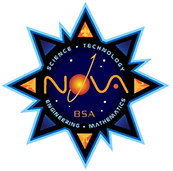 SCIENCE • TECHNOLOGY
NOVA
BSA
ENGINEERING • MATHEMATICS